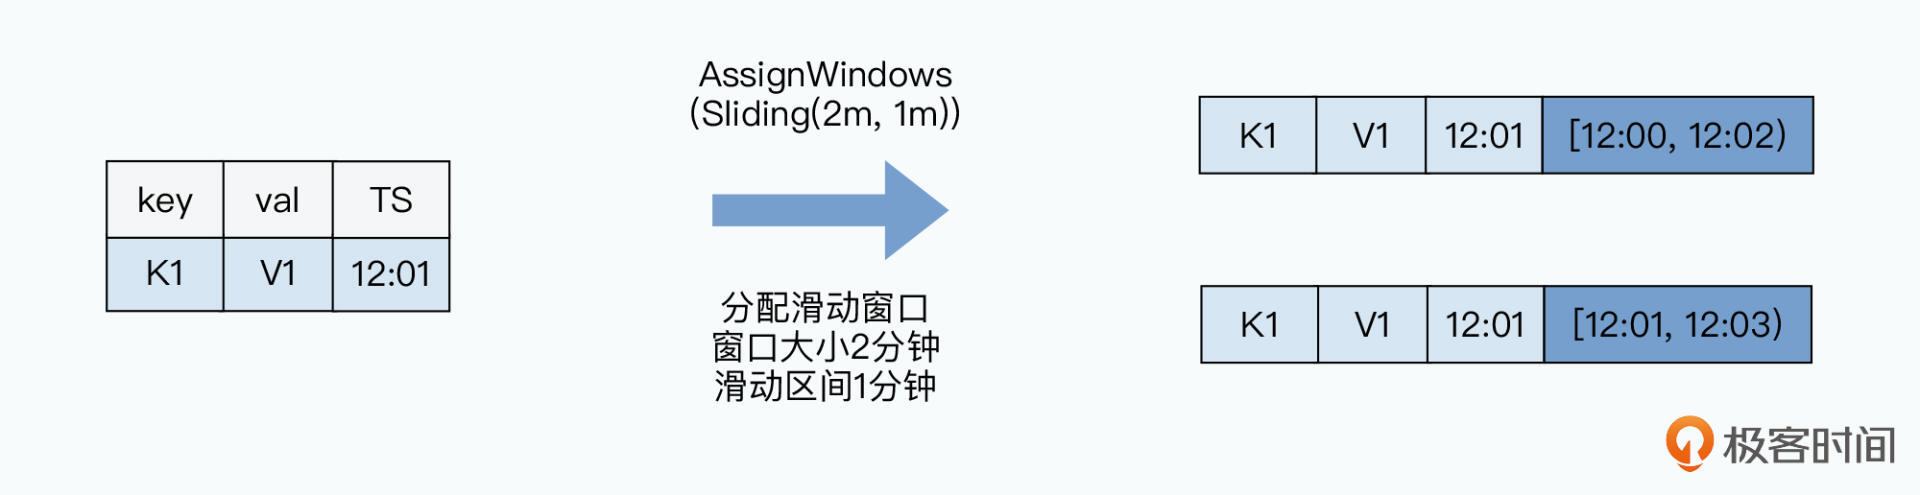 key val TS
K1 V1 12:01
AssignWindows
(Sliding(2m, 1m))
分配滑动窗口
窗口大小2分钟
滑动区间1分钟
K1 V1 12:01 [12:00, 12:02)
K1 V1 12:01 [12:01, 12:03)
极客时间